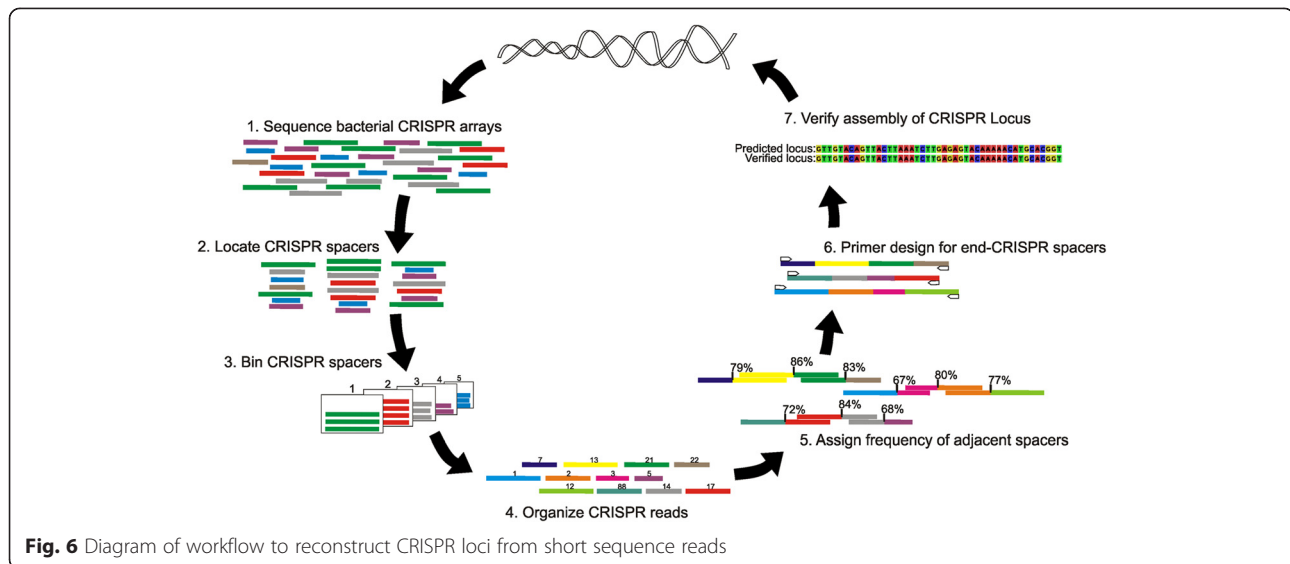 1. Sequence bacterial CRISPR arrays
2. Locate CRISPR spacers
3. Bin CRISPR spacers
1
2
3
4
5
7
13
21
22
1
2
3
5
12
88
14
17
4. Organize CRISPR reads
79%
86%
83%
67%
80%
77%
72%
84%
68%
5. Assign frequency of adjacent spacers
6. Primer design for end-CRISPR spacers
7. Verify assembly of CRISPR Locus
Predicted locus:GTTGTACAGTTACTTAAATCTTGAGAGTACAAAAACATGCACGGT
Verified locus:GTTGTACAGTTACTTAAATCTTGAGAGTACAAAAACATGCACGGT
Fig. 6 Diagram of workflow to reconstruct CRISPR loci from short sequence reads